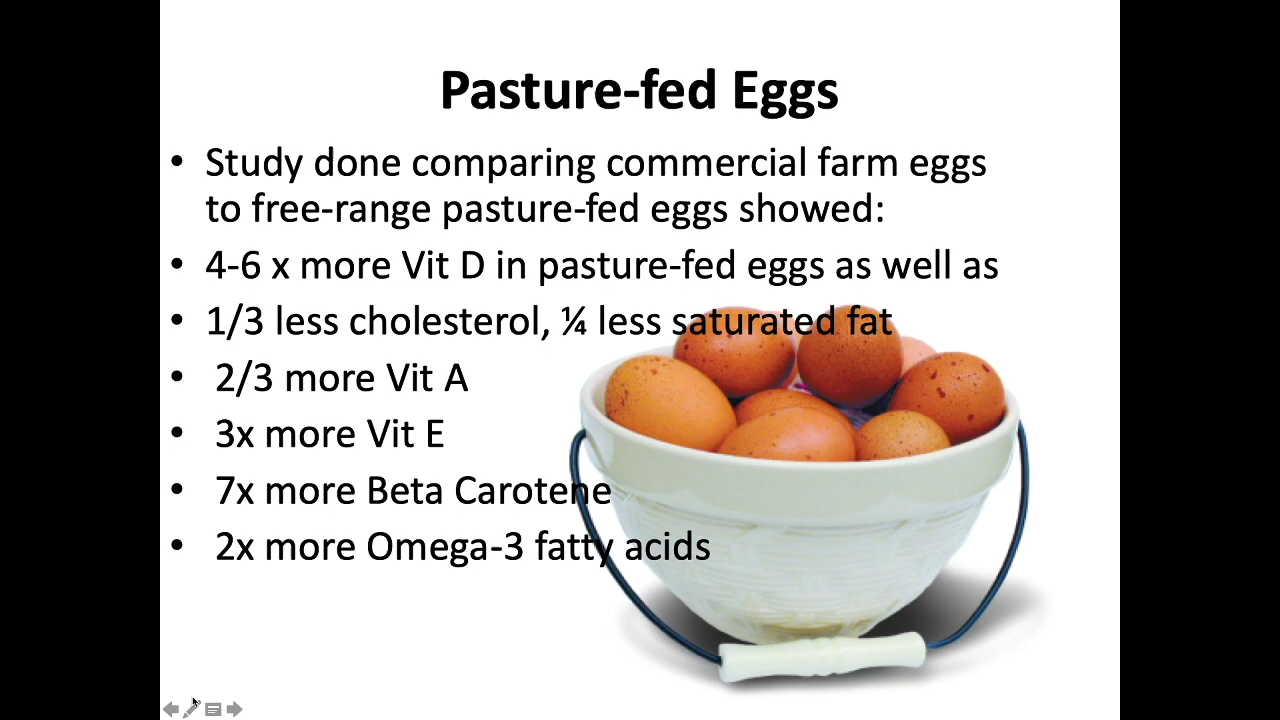 Pasture-fed Eggs
• Study done comparing commercial farm eggs
to free-range pasture-fed eggs showed:
• 4-6 x more Vit D in pasture-fed eggs as well as
• 1/3 less cholesterol, ¼ less saturated fat
• 2/3 more Vit A
• 3x more Vit E
• 7x more Beta Carotene
• 2x more Omega-3 fatty acids